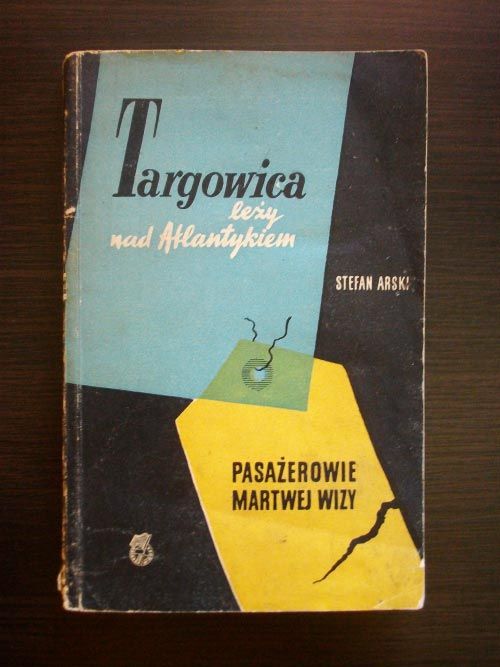 Targowica
leży
nad Atlantykiem
STEFAN ARSKI
PASAŻEROWIE
MARTWEJ WIZY